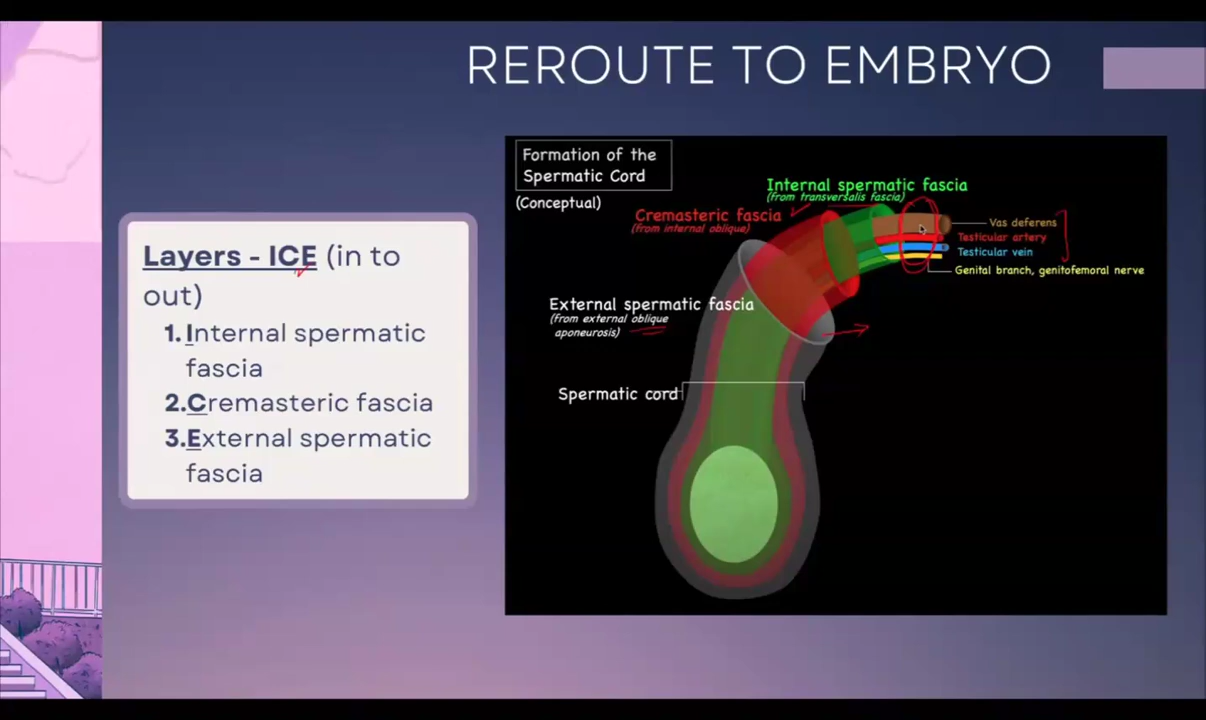 REROUTE TO EMBRYO
Layers - ICE (in to
out)
1. Internal spermatic
fascia
2. Cremasteric fascia
3. External spermatic
fascia
Formation of the
Spermatic Cord
(Conceptual)
Internal spermatic fascia
(from transversalis fascia)
Cremasteric fascia
(from internal oblique)
Vas deferens
Testicular artery
Testicular vein
Genital branch, genitofemoral nerve
External spermatic fascia
(from external oblique
aponeurosis)
Spermatic cord